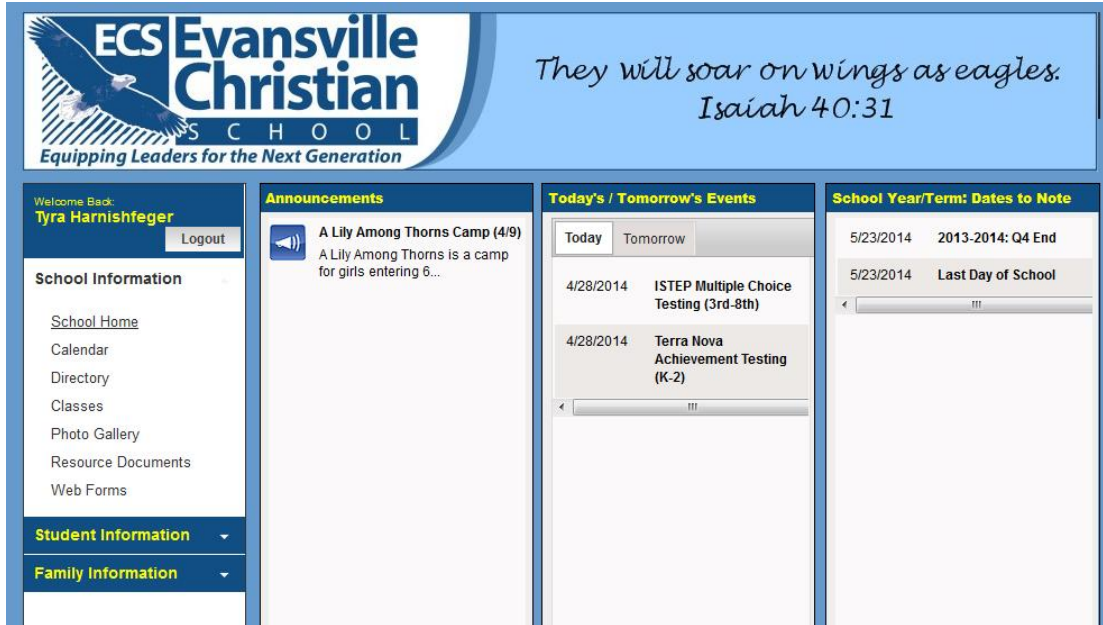 ECS Evansville
Christian
SCHOOL
Equipping Leaders for the Next Generation
They will soar on wings as eagles.
Isaiah 40:31
Welcome Back:
Tyra Harnishfeger
Logout
School Information
School Home
Calendar
Directory
Classes
Photo Gallery
Resource Documents
Web Forms
Student Information
Family Information
Announcements
A Lily Among Thorns Camp (4/9)
A Lily Among Thorns is a camp
for girls entering 6...
Today's / Tomorrow's Events
Today Tomorrow
4/28/2014 ISTEP Multiple Choice
Testing (3rd-8th)
4/28/2014 Terra Nova
Achievement Testing
(K-2)
School Year/Term: Dates to Note
5/23/2014 2013-2014: Q4 End
5/23/2014 Last Day of School